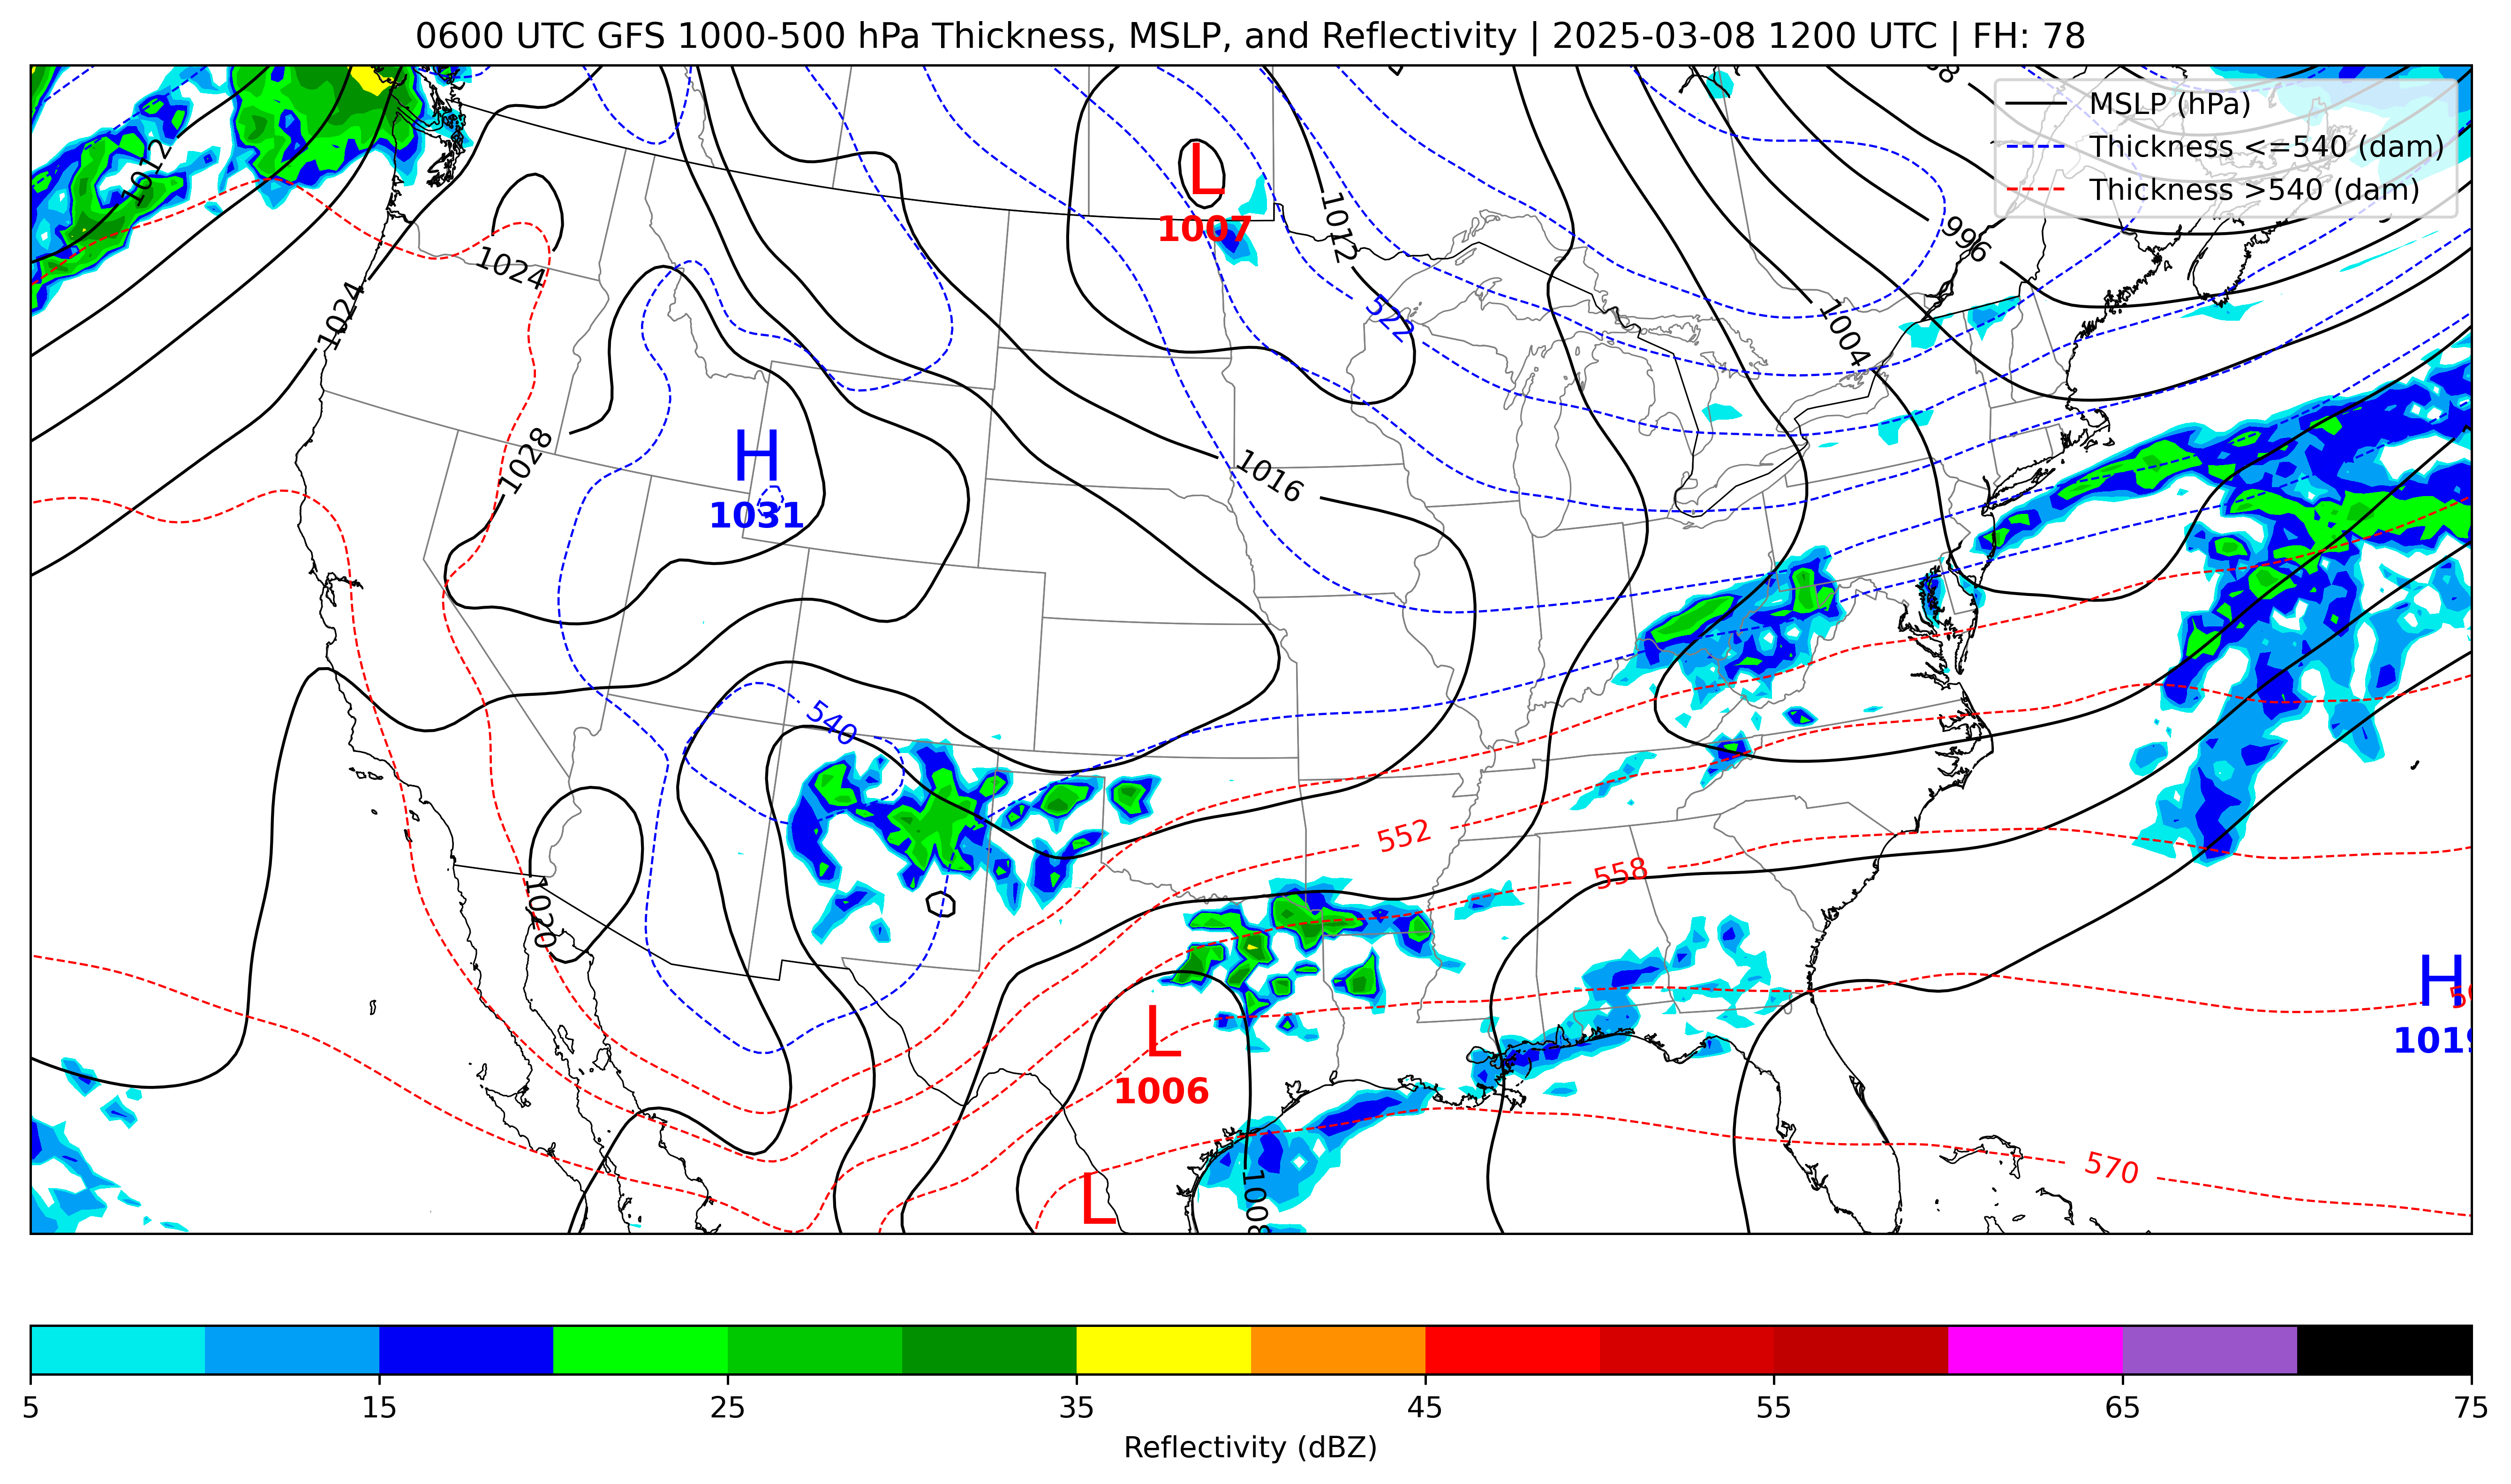 0600 UTC GFS 1000-500 hPa Thickness, MSLP, and Reflectivity | 2025-03-08 1200 UTC | FH: 78
MSLP (hPa)
Thickness <=540 (dam)
Thickness >540 (dam)
1012
L
1007
1012
996
1024
1024
522
1004
1028
H
1031
1016
540
552
558
1020
H
1019
L
1006
570
L
1008
5 15 25 35 45 55 65 75
Reflectivity (dBZ)